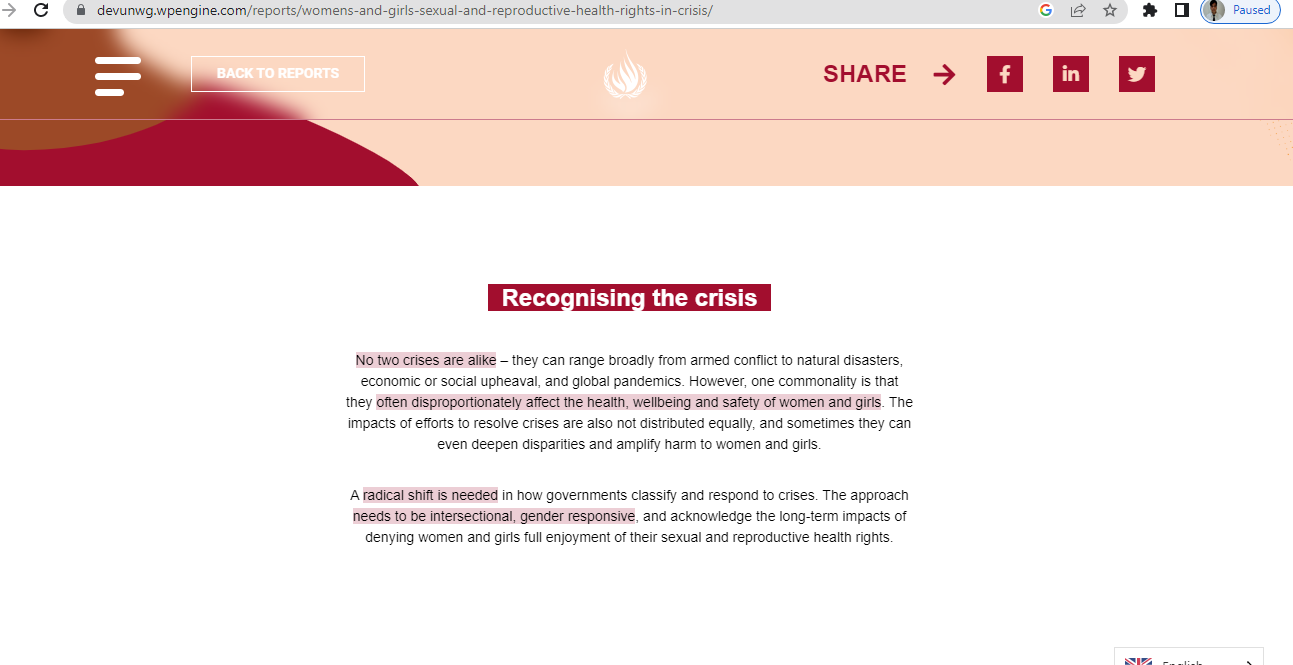 devunwg.wpengine.com/reports/womens-and-girls-sexual-and-reproductive-health-rights-in-crisis/
Paused
BACK TO REPORTS
SHARE
Recognising the crisis
No two crises are alike – they can range broadly from armed conflict to natural disasters,
economic or social upheaval, and global pandemics. However, one commonality is that
they often disproportionately affect the health, wellbeing and safety of women and girls. The
impacts of efforts to resolve crises are also not distributed equally, and sometimes they can
even deepen disparities and amplify harm to women and girls.
A radical shift is needed in how governments classify and respond to crises. The approach
needs to be intersectional, gender responsive, and acknowledge the long-term impacts of
denying women and girls full enjoyment of their sexual and reproductive health rights.
English